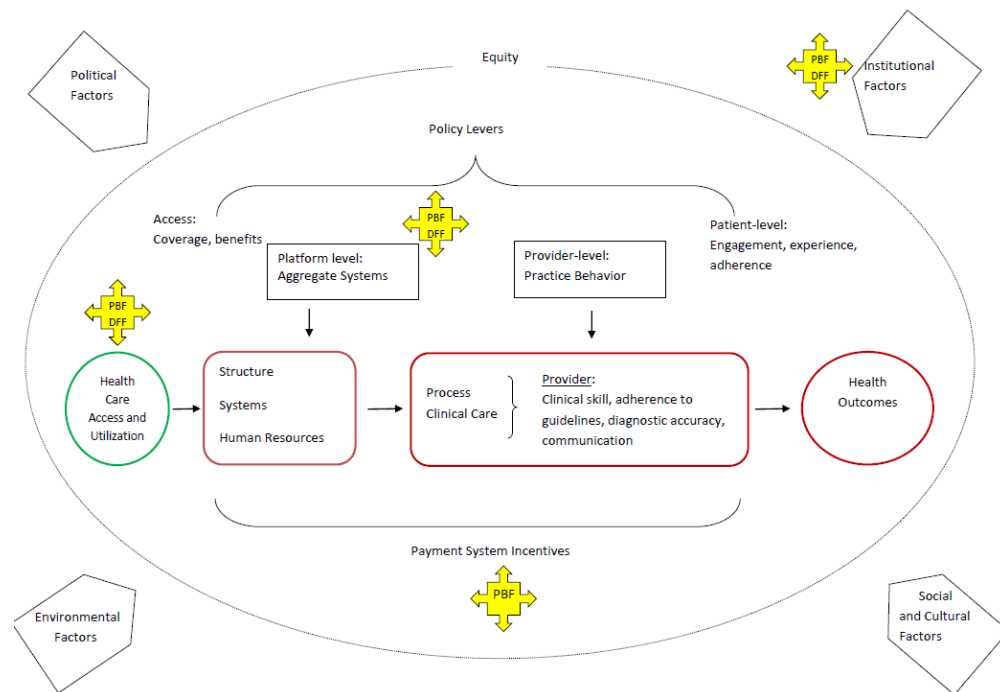 Political
Factors
Equity
PBF
DFF
Institutional
Factors
Policy Levers
Access:
Coverage, benefits
PBF
DFF
Patient-level:
Engagement, experience,
adherence
Platform level:
Aggregate Systems
Provider-level:
Practice Behavior
PBF
DFF
Health
Care
Access and
Utilization
Structure
Systems
Human Resources
Process
Clinical Care
Provider:
Clinical skill, adherence to
guidelines, diagnostic accuracy,
communication
Health
Outcomes
Payment System Incentives
PBF
Environmental
Factors
Social
and Cultural
Factors